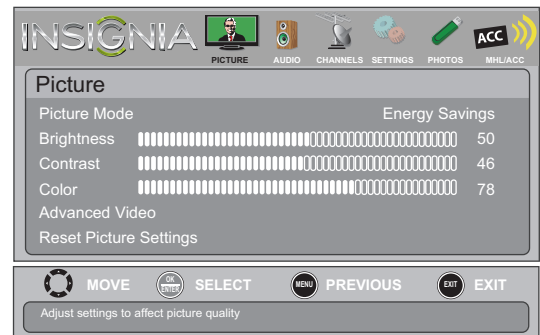 INSIGNIA
PICTURE AUDIO CHANNELS SETTINGS PHOTOS MHL/ACC
ACC
Picture
Picture Mode Energy Savings
Brightness 50
Contrast 46
Color 78
Advanced Video
Reset Picture Settings
MOVE OK ENTER SELECT MENU PREVIOUS EXIT EXIT
Adjust settings to affect picture quality